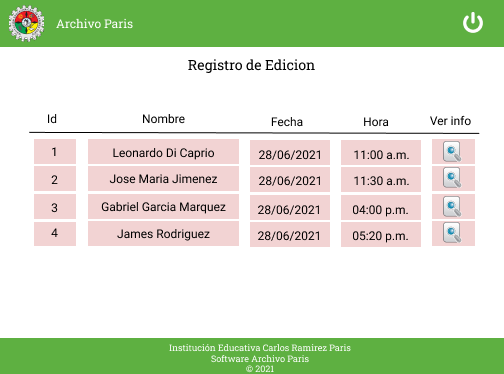 Archivo Paris
Registro de Edicion
Id Nombre Fecha Hora Ver info
1 Leonardo Di Caprio 28/06/2021 11:00 a.m.
2 Jose Maria Jimenez 28/06/2021 11:30 a.m.
3 Gabriel Garcia Marquez 28/06/2021 04:00 p.m.
4 James Rodriguez 28/06/2021 05:20 p.m.
Institución Educativa Carlos Ramirez Paris
Software Archivo Paris
© 2021